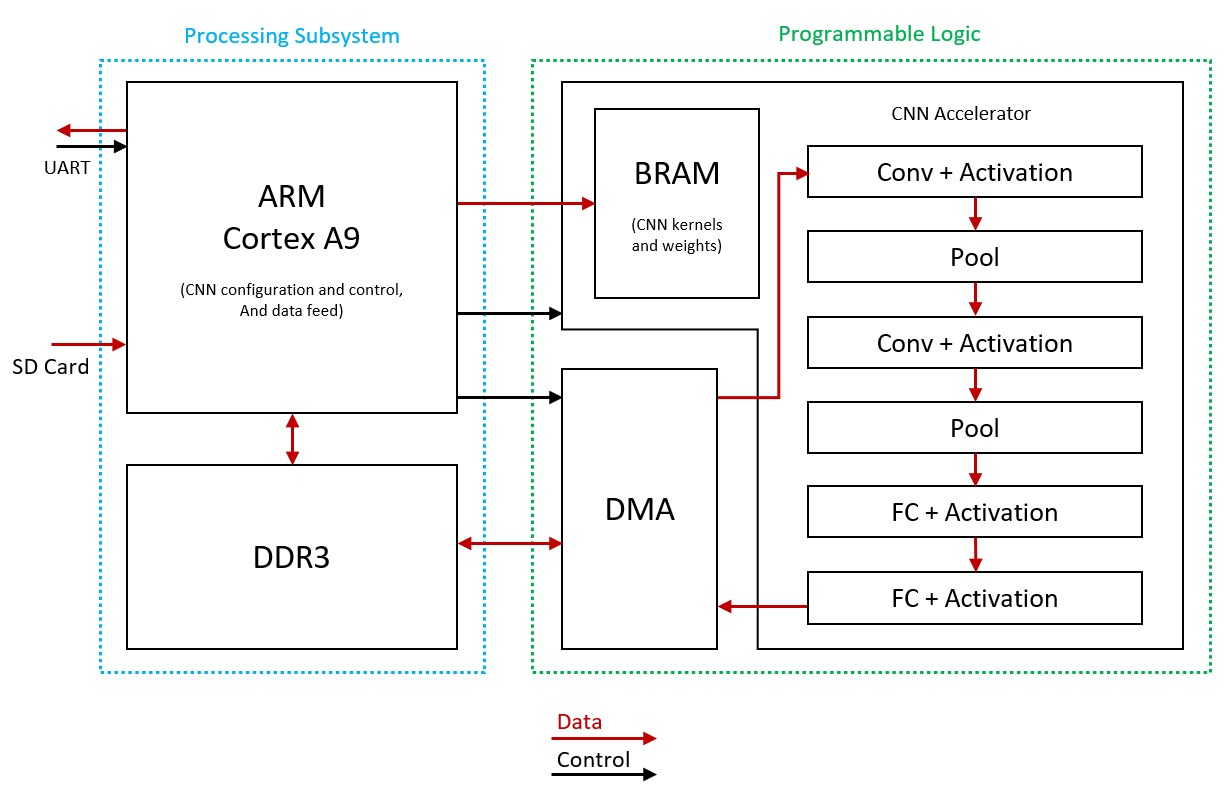 Processing Subsystem
Programmable Logic
UART
SD Card
ARM
Cortex A9
(CNN configuration and control,
And data feed)
DDR3
BRAM
(CNN kernels
and weights)
DMA
CNN Accelerator
Conv + Activation
Pool
Conv + Activation
Pool
FC + Activation
FC + Activation
Data
Control